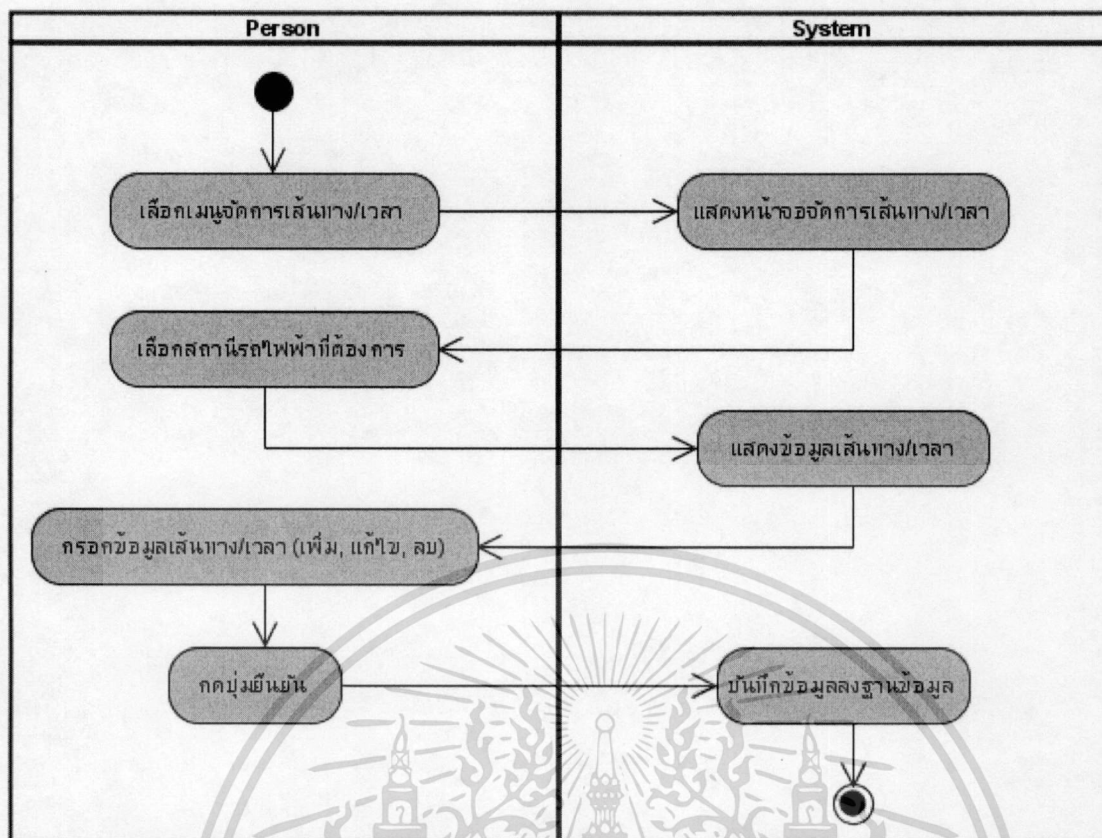 Person
System
เลือกเมนูจัดการเส้นทาง/เวลา
แสดงหน้าจอจัดการเส้นทาง/เวลา
เลือกสถานีรถไฟฟ้าที่ต้องการ
แสดงข้อมูลเส้นทาง/เวลา
กรอกข้อมูลเส้นทาง/เวลา (เพิ่ม, แก้ไข, ลบ)
กดปุ่มยืนยัน
บันทึกข้อมูลลงฐานข้อมูล